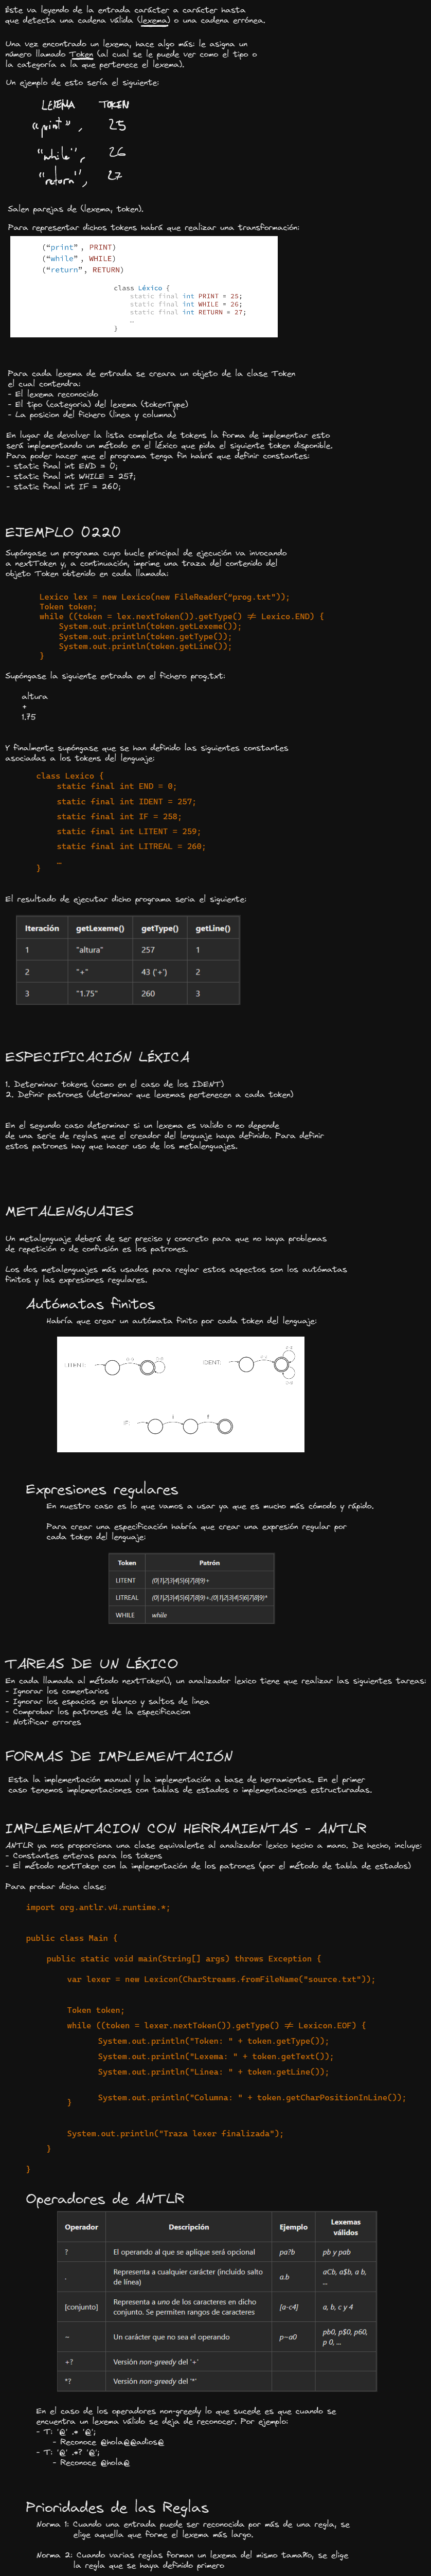 Este va leyendo de la entrada carácter a carácter hasta
que detecta una cadena válida (lexema) o una cadena errónea.
Una vez encontrado un lexema, hace algo más: le asigna un
número llamado Token (al cual se le puede ver como el tipo o
la categoría a la que pertenece el lexema).
Un ejemplo de esto sería el siguiente:
LEXEMA TOKEN
"print", 25
"while", 26
"return", 27
Salen parejas de (lexema, token).
Para representar dichos tokens habrá que realizar una transformación:
("print", PRINT)
("while", WHILE)
("return", RETURN)
class Léxico {
static final int PRINT = 25;
static final int WHILE = 26;
static final int RETURN = 27;
…
}
Para cada lexema de entrada se creara un objeto de la clase Token
el cual contendra:
- El lexema reconocido
- El tipo (categoria) del lexema (tokenType)
- La posicion del fichero (linea y columna)
En lugar de devolver la lista completa de tokens la forma de implementar esto
será implementando un método en el léxico que pida el siguiente token disponible.
Para poder hacer que el programa tenga fin habrá que definir constantes:
- static final int END = 0;
- static final int WHILE = 257;
- static final int IF = 260;
EJEMPLO 0220
Supóngase un programa cuyo bucle principal de ejecución va invocando
a nextToken y, a continuación, imprime una traza del contenido del
objeto Token obtenido en cada llamada:
Lexico lex = new Lexico(new FileReader("prog.txt"));
Token token;
while ((token = lex.nextToken()).getType() != Lexico.END) {
System.out.println(token.getLexeme());
System.out.println(token.getType());
System.out.println(token.getLine());
}
Supóngase la siguiente entrada en el fichero prog.txt:
altura
+
1.75
Y finalmente supóngase que se han definido las siguientes constantes
asociadas a los tokens del lenguaje:
class Lexico {
static final int END = 0;
static final int IDENT = 257;
static final int IF = 258;
static final int LITENT = 259;
static final int LITREAL = 260;
…
}
El resultado de ejecutar dicho programa seria el siguiente:
Iteración getLexeme() getType() getLine()
1 "altura" 257 1
2 "+" 43 ('+') 2
3 "1.75" 260 3
ESPECIFICACIÓN LÉXICA
1. Determinar tokens (como en el caso de los IDENT)
2. Definir patrones (determinar que lexemas pertenecen a cada token)
En el segundo caso determinar si un lexema es valido o no depende
de una serie de reglas que el creador del lenguaje haya definido. Para definir
estos patrones hay que hacer uso de los metalenguajes.
METALENGUAJES
Un metalenguaje deberá de ser preciso y concreto para que no haya problemas
de repetición o de confusión es los patrones.
Los dos metalenguajes más usados para reglar estos aspectos son los autómatas
finitos y las expresiones regulares.
Autómatas finitos
Habría que crear un autómata finito por cada token del lenguaje:
LITENT:
IDENT:
IF: i f
Expresiones regulares
En nuestro caso es lo que vamos a usar ya que es mucho más cómodo y rápido.
Para crear una especificación habría que crear una expresión regular por
cada token del lenguaje:
Token Patrón
LITENT (0|1|2|3|4|5|6|7|8|9)+
LITREAL (0|1|2|3|4|5|6|7|8|9)+.(0|1|2|3|4|5|6|7|8|9)*
WHILE while
TAREAS DE UN LÉXICO
En cada llamada al método nextToken(), un analizador lexico tiene que realizar las siguientes tareas:
- Ignorar los comentarios
- Ignorar los espacios en blanco y saltos de linea
- Comprobar los patrones de la especificacion
- Notificar errores
FORMAS DE IMPLEMENTACIÓN
Esta la implementación manual y la implementación a base de herramientas. En el primer
caso tenemos implementaciones con tablas de estados o implementaciones estructuradas.
IMPLEMENTACION CON HERRAMIENTAS - ANTLR
ANTLR ya nos proporciona una clase equivalente al analizador lexico hecho a mano. De hecho, incluye:
- Constantes enteras para los tokens
- El método nextToken con la implementación de los patrones (por el método de tabla de estados)
Para probar dicha clase:
import org.antlr.v4.runtime.*;
public class Main {
public static void main(String[] args) throws Exception {
var lexer = new Lexicon(CharStreams.fromFileName("source.txt"));
Token token;
while ((token = lexer.nextToken()).getType() != Lexicon.EOF) {
System.out.println("Token: " + token.getType());
System.out.println("Lexema: " + token.getText());
System.out.println("Linea: " + token.getLine());
System.out.println("Columna: " + token.getCharPositionInLine());
}
System.out.println("Traza lexer finalizada");
}
}
Operadores de ANTLR
Operador Descripción Ejemplo Lexemas válidos
? El operando al que se aplique será opcional pa?b pb y pab
. Representa a cualquier carácter (incluido salto de línea) a.b aCb, a$b, a b, ...
[conjunto] Representa a uno de los caracteres en dicho conjunto. Se permiten rangos de caracteres [a-c4] a, b, c y 4
~ Un carácter que no sea el operando p~a0 pb0, p$0, p60, p 0, ...
+? Versión non-greedy del '+'
*? Versión non-greedy del '*'
En el caso de los operadores non-greedy lo que sucede es que cuando se
encuentra un lexema válido se deja de reconocer. Por ejemplo:
- T: '@' .* '@';
- Reconoce @hola@@adios@
- T: '@' .*? '@';
- Reconoce @hola@
Prioridades de las Reglas
Norma 1: Cuando una entrada puede ser reconocida por más de una regla, se
elige aquella que forme el lexema más largo.
Norma 2: Cuando varias reglas forman un lexema del mismo tamaño, se elige
la regla que se haya definido primero